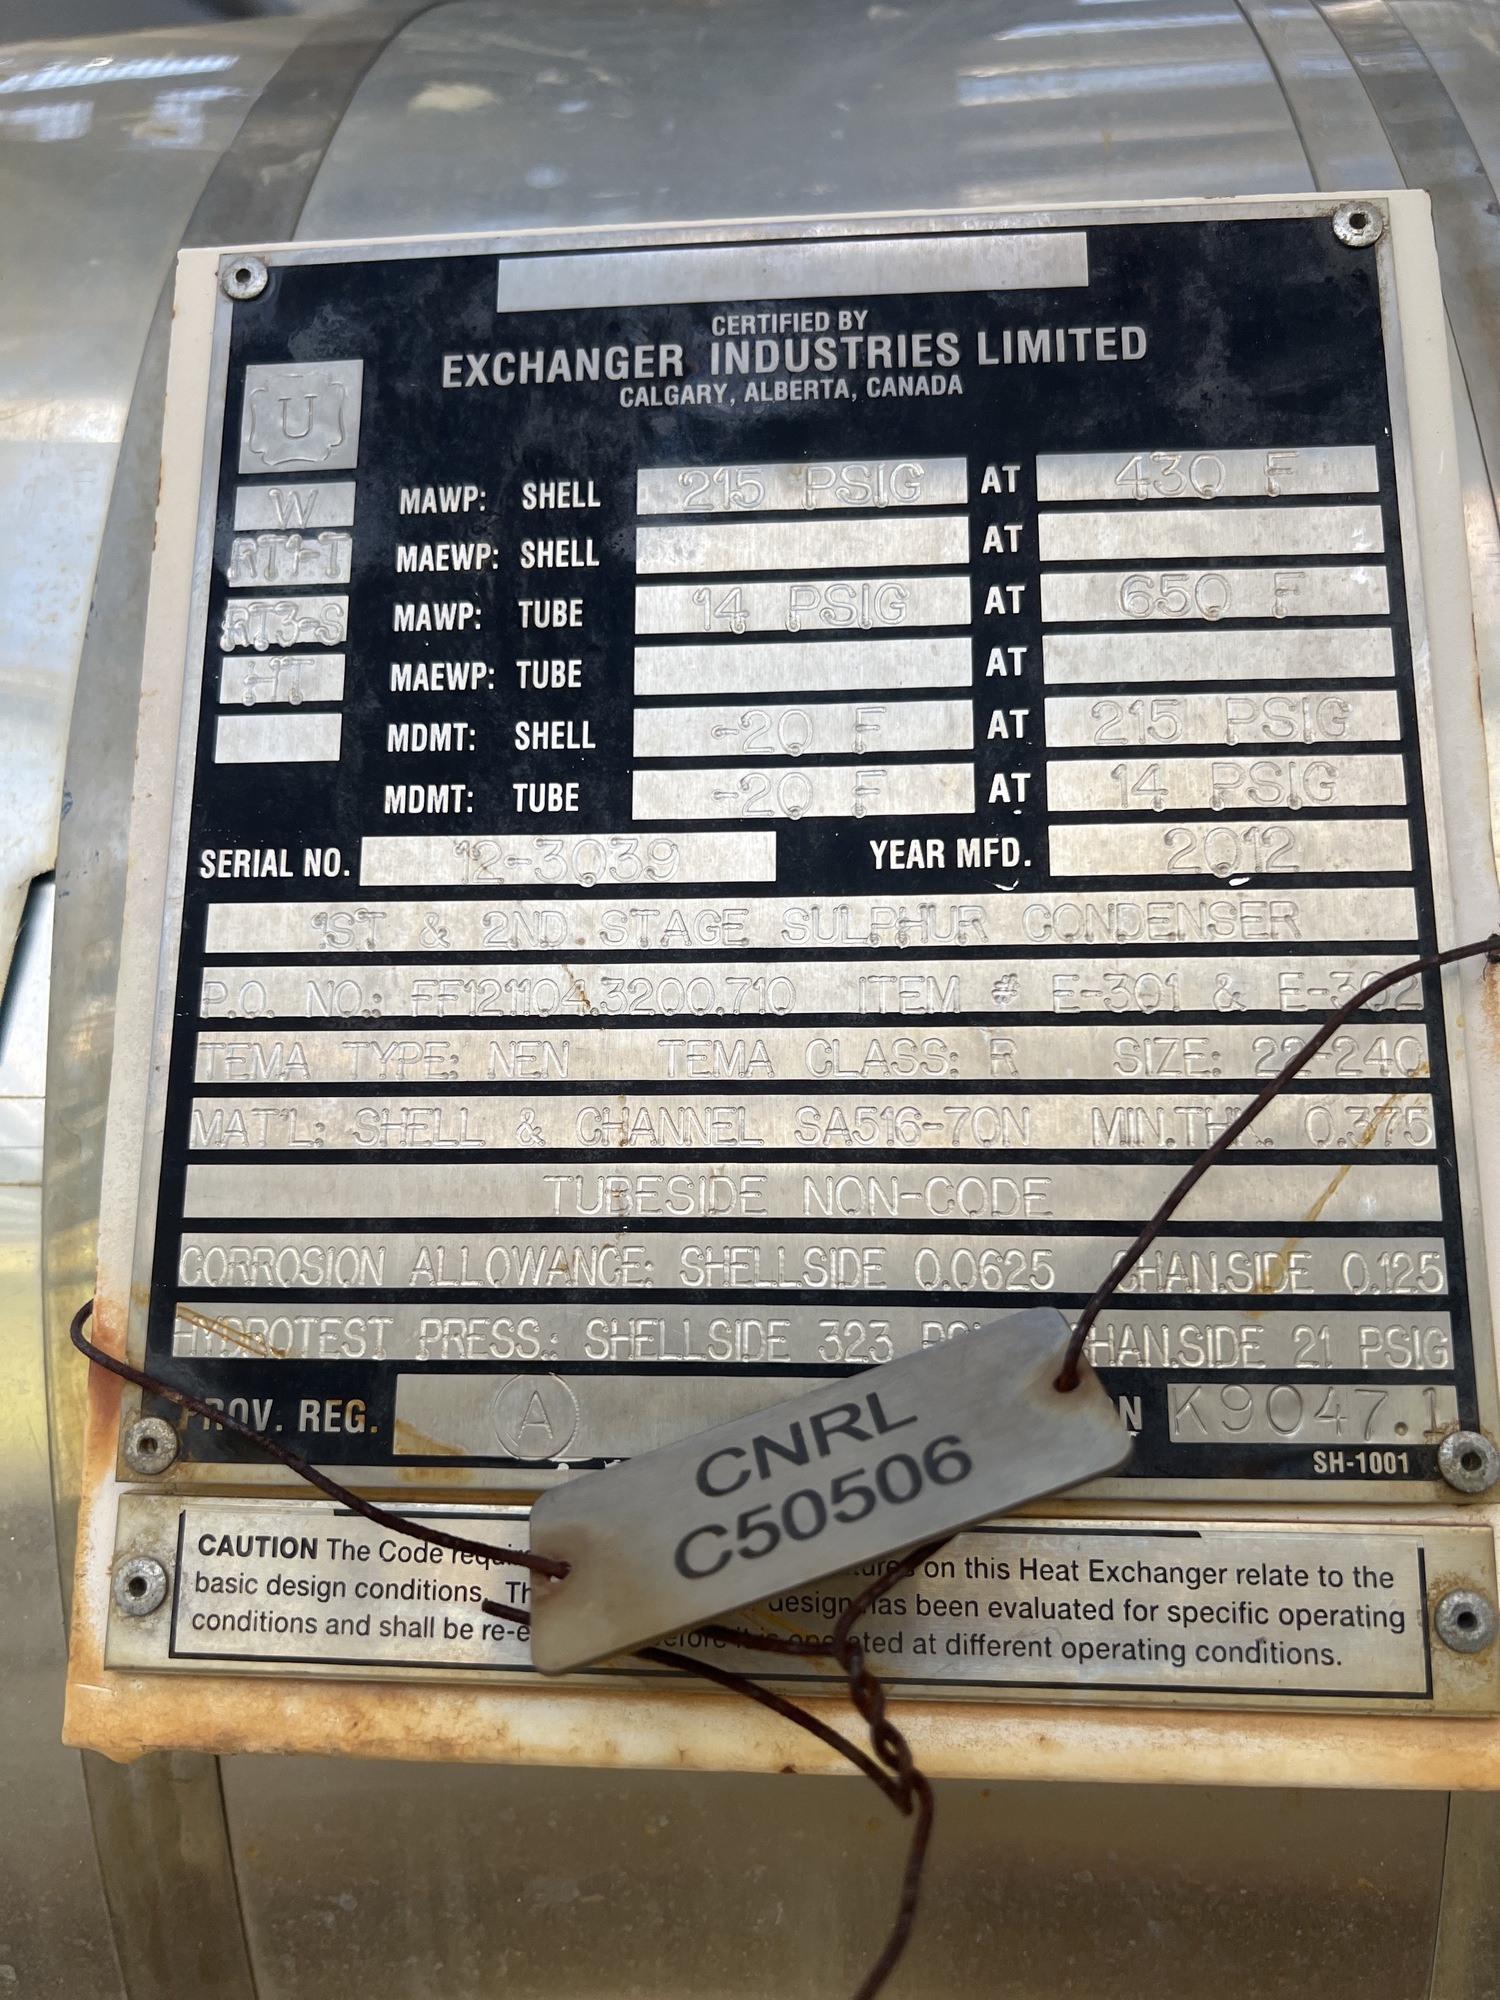 CERTIFIED BY
EXCHANGER INDUSTRIES LIMITED
CALGARY, ALBERTA, CANADA
U
W
RT1-T
RT3-S
HT
MAWP: SHELL 215 PSIG AT 430 F
MAEWP: SHELL AT
MAWP: TUBE 14 PSIG AT 650 F
MAEWP: TUBE AT
MDMT: SHELL -20 F AT 215 PSIG
MDMT: TUBE -20 F AT 14 PSIG
SERIAL NO. 12-3039 YEAR MFD. 2012
1ST & 2ND STAGE SULPHUR CONDENSER
P.O. NO.: FF121104.3200.710 ITEM # E-301 & E-302
TEMA TYPE: NEN TEMA CLASS: R SIZE: 22-240
MAT'L: SHELL & CHANNEL SA516-70N MIN.THK. 0.375
TUBESIDE NON-CODE
CORROSION ALLOWANCE: SHELLSIDE 0.0625 CHAN.SIDE 0.125
HYDROTEST PRESS.: SHELLSIDE 323 CHAN.SIDE 21 PSIG
PROV. REG. A K9047.1
SH-1001
CNRL
C50506
CAUTION The Code on this Heat Exchanger relate to the
basic design conditions. design has been evaluated for specific operating
conditions and shall be before it is operated at different operating conditions.